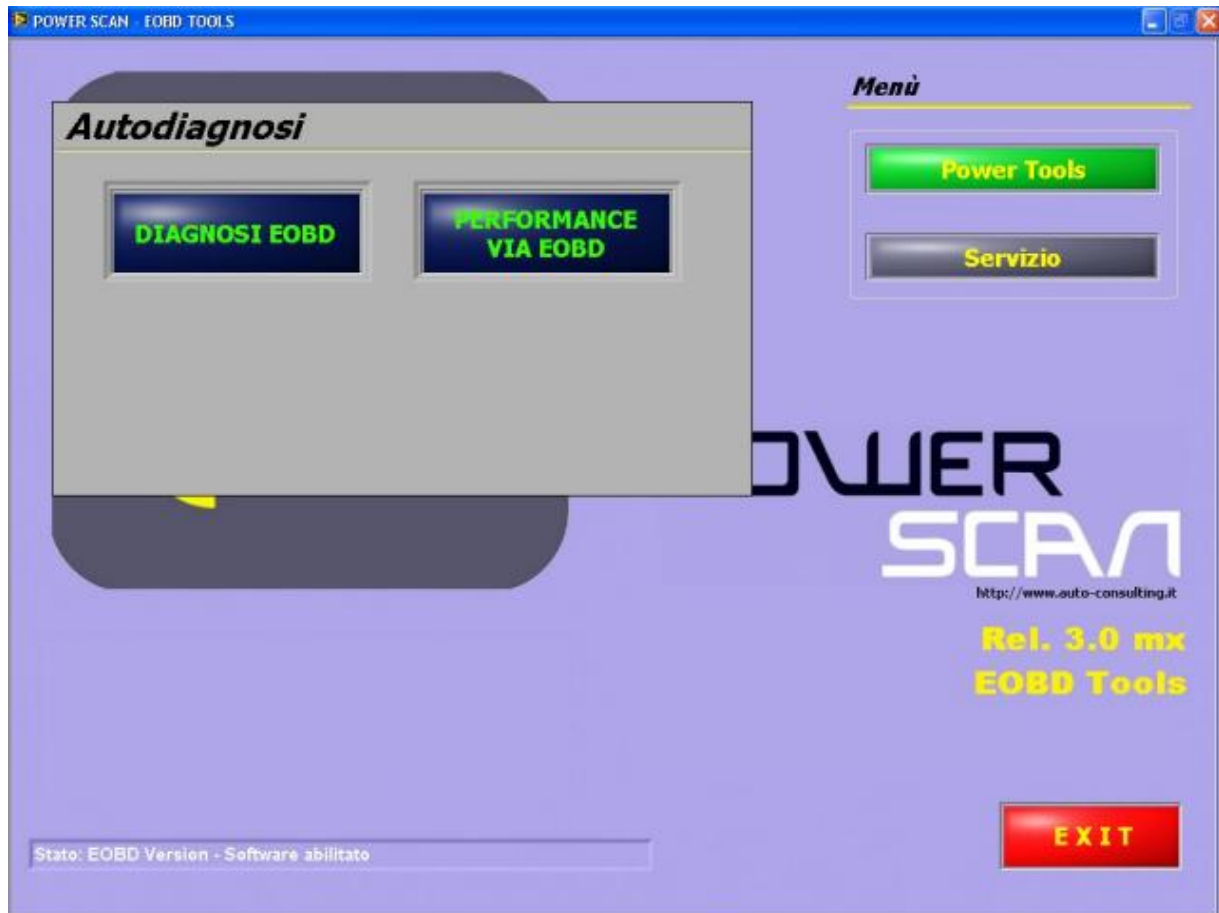 POWER SCAN - EOBD TOOLS
Menù
Autodiagnosi
Power Tools
DIAGNOSI EOBD
PERFORMANCE
VIA EOBD
Servizio
SCAN
http://www.auto-consulting.it
Rel. 3.0 mx
EOBD Tools
EXIT
Stato: EOBD Version - Software abilitato